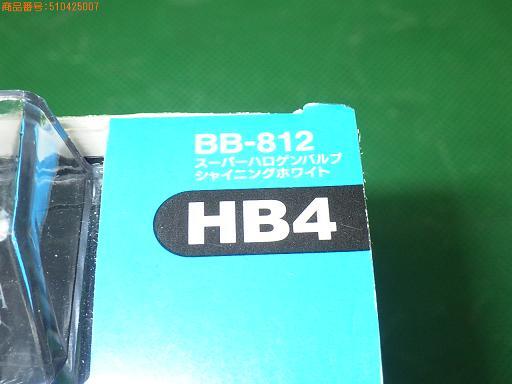 商品番号:510425007
BB-812
スーパーハロゲンバルブ
シャイニングホワイト
HB4